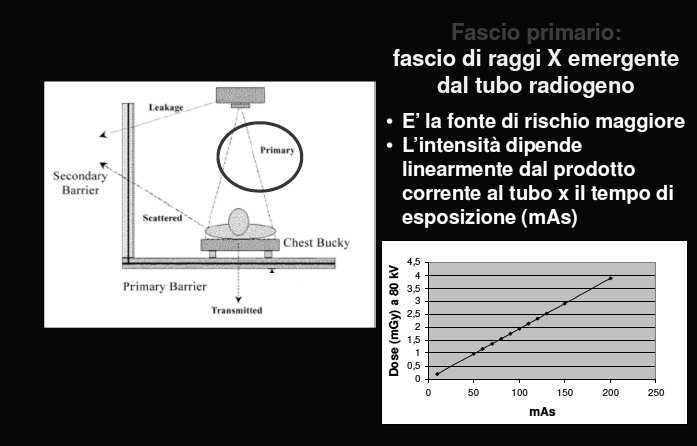 Fascio primario:
fascio di raggi X emergente
dal tubo radiogeno
• E' la fonte di rischio maggiore
• L'intensità dipende
linearmente dal prodotto
corrente al tubo x il tempo di
esposizione (mAs)
Leakage
Primary
Secondary
Barrier
Scattered
Chest Bucky
Primary Barrier
Transmitted
Dose (mGy) a 80 kV
4,5
4
3,5
3
2,5
2
1,5
1
0,5
0
0 50 100 150 200 250
mAs